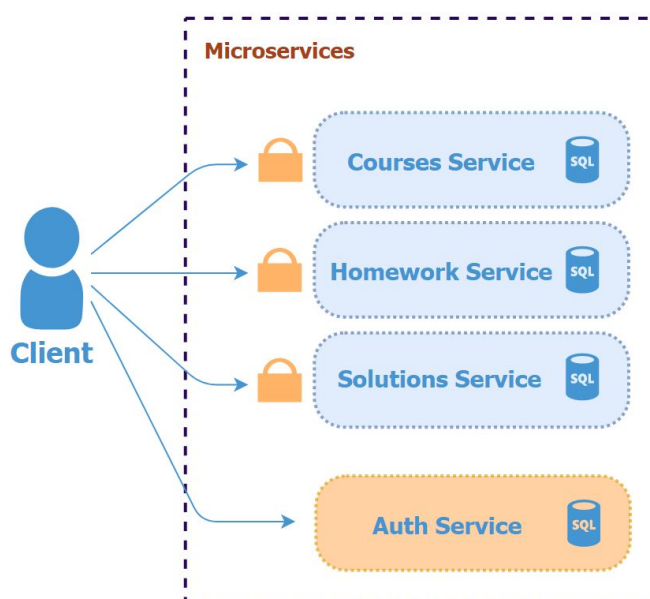 Microservices
Courses Service
SQL
Homework Service
SQL
Client
Solutions Service
SQL
Auth Service
SQL